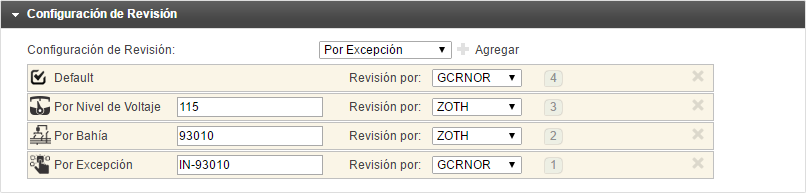 Configuración de Revisión
Configuración de Revisión: Por Excepción Agregar
Default Revisión por: GCRNOR 4
Por Nivel de Voltaje 115 Revisión por: ZOTH 3
Por Bahía 93010 Revisión por: ZOTH 2
Por Excepción IN-93010 Revisión por: GCRNOR 1